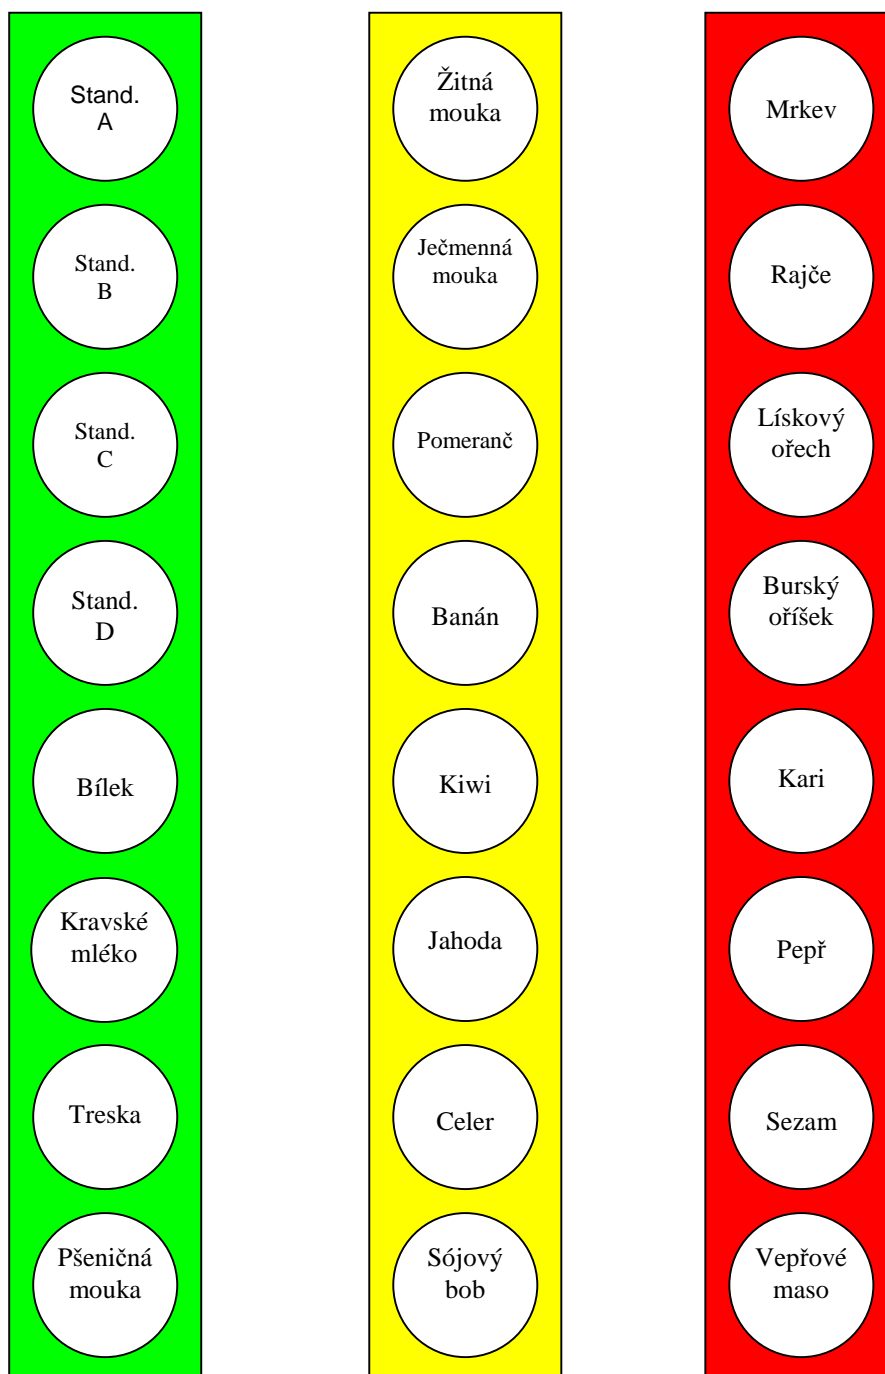 Stand.
A
Stand.
B
Stand.
C
Stand.
D
Bílek
Kravské
mléko
Treska
Pšeničná
mouka
Žitná
mouka
Ječmenná
mouka
Pomeranč
Banán
Kiwi
Jahoda
Celer
Sójový
bob
Mrkev
Rajče
Lískový
ořech
Burský
oříšek
Kari
Pepř
Sezam
Vepřové
maso